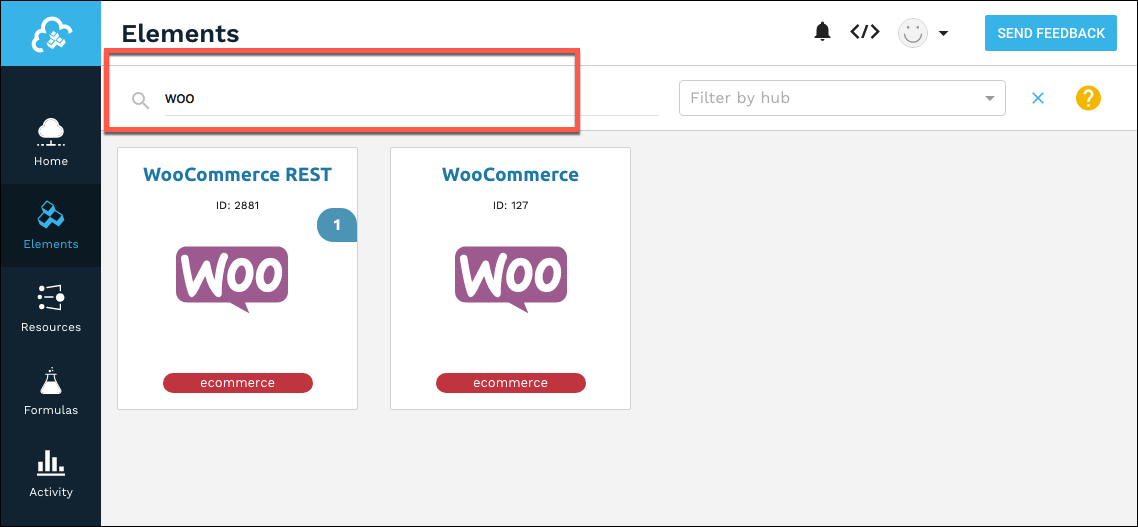 Elements
</>
SEND FEEDBACK
woo
Filter by hub
?
Home
Elements
Resources
Formulas
Activity
WooCommerce REST
ID: 2881
1
Woo
ecommerce
WooCommerce
ID: 127
Woo
ecommerce